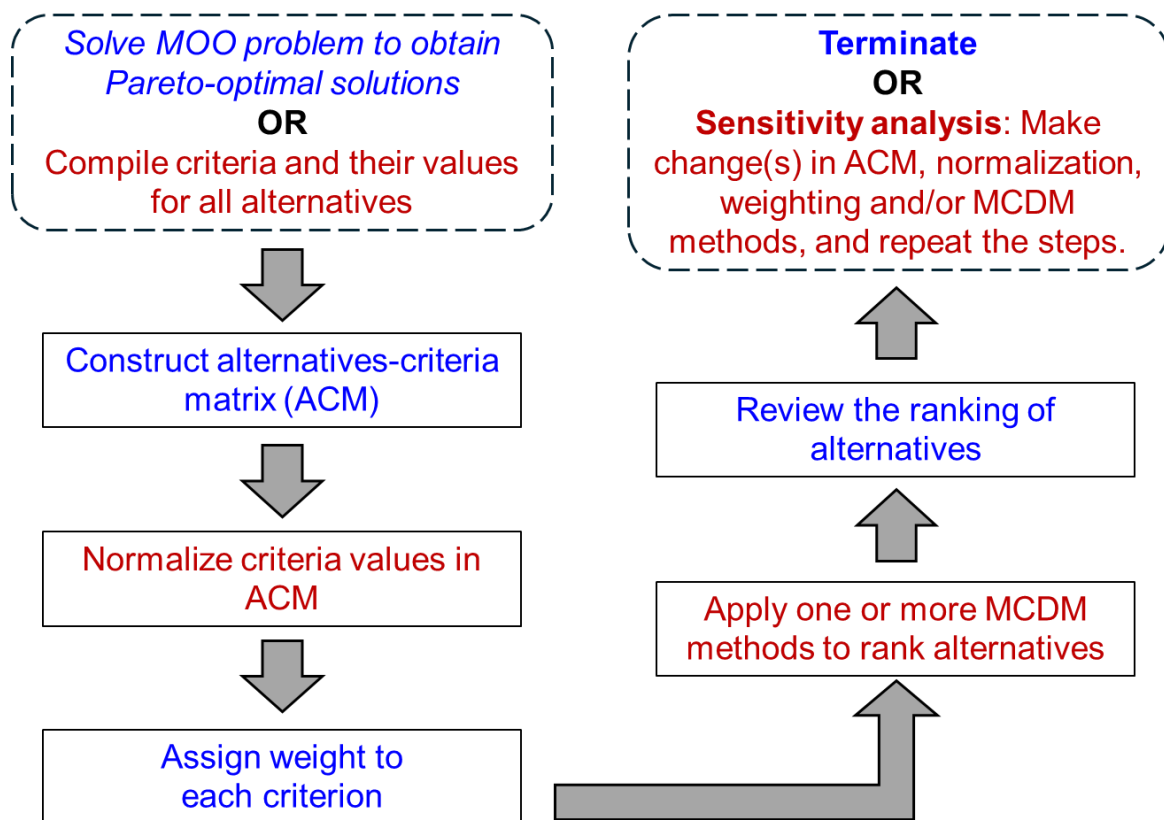 Solve MOO problem to obtain
Pareto-optimal solutions
OR
Compile criteria and their values
for all alternatives
Construct alternatives-criteria
matrix (ACM)
Normalize criteria values in
ACM
Assign weight to
each criterion
Apply one or more MCDM
methods to rank alternatives
Review the ranking of
alternatives
Terminate
OR
Sensitivity analysis: Make
change(s) in ACM, normalization,
weighting and/or MCDM
methods, and repeat the steps.